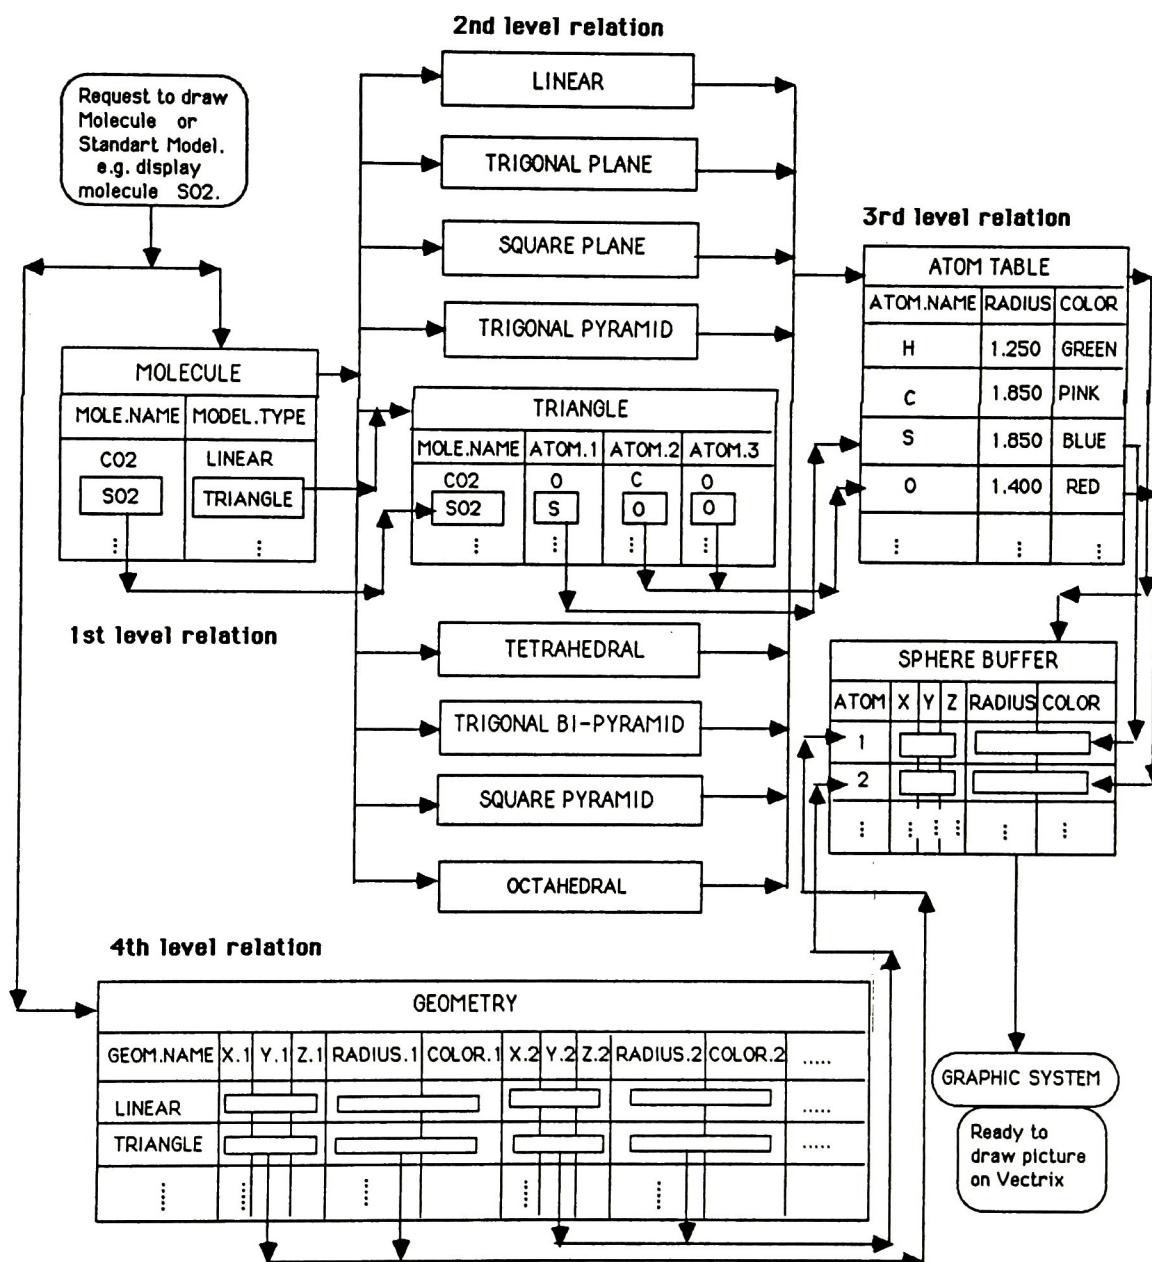 2nd level relation
Request to draw
Molecule or
Standart Model.
e.g. display
molecule SO2.
LINEAR
TRIGONAL PLANE
SQUARE PLANE
TRIGONAL PYRAMID
3rd level relation
ATOM TABLE
ATOM.NAME RADIUS COLOR
H 1.250 GREEN
C 1.850 PINK
S 1.850 BLUE
O 1.400 RED
⋮ ⋮ ⋮
MOLECULE
MOLE.NAME MODEL.TYPE
CO2 LINEAR
SO2 TRIANGLE
⋮ ⋮
1st level relation
TRIANGLE
MOLE.NAME ATOM.1 ATOM.2 ATOM.3
CO2 O C O
SO2 S O O
⋮ ⋮ ⋮ ⋮
TETRAHEDRAL
TRIGONAL BI-PYRAMID
SQUARE PYRAMID
OCTAHEDRAL
SPHERE BUFFER
ATOM X Y Z RADIUS COLOR
1
2
⋮ ⋮ ⋮ ⋮ ⋮ ⋮
4th level relation
GEOMETRY
GEOM.NAME X.1 Y.1 Z.1 RADIUS.1 COLOR.1 X.2 Y.2 Z.2 RADIUS.2 COLOR.2 .....
LINEAR .....
TRIANGLE .....
⋮ ⋮ ⋮ ⋮ ⋮
GRAPHIC SYSTEM
Ready to
draw picture
on Vectrix